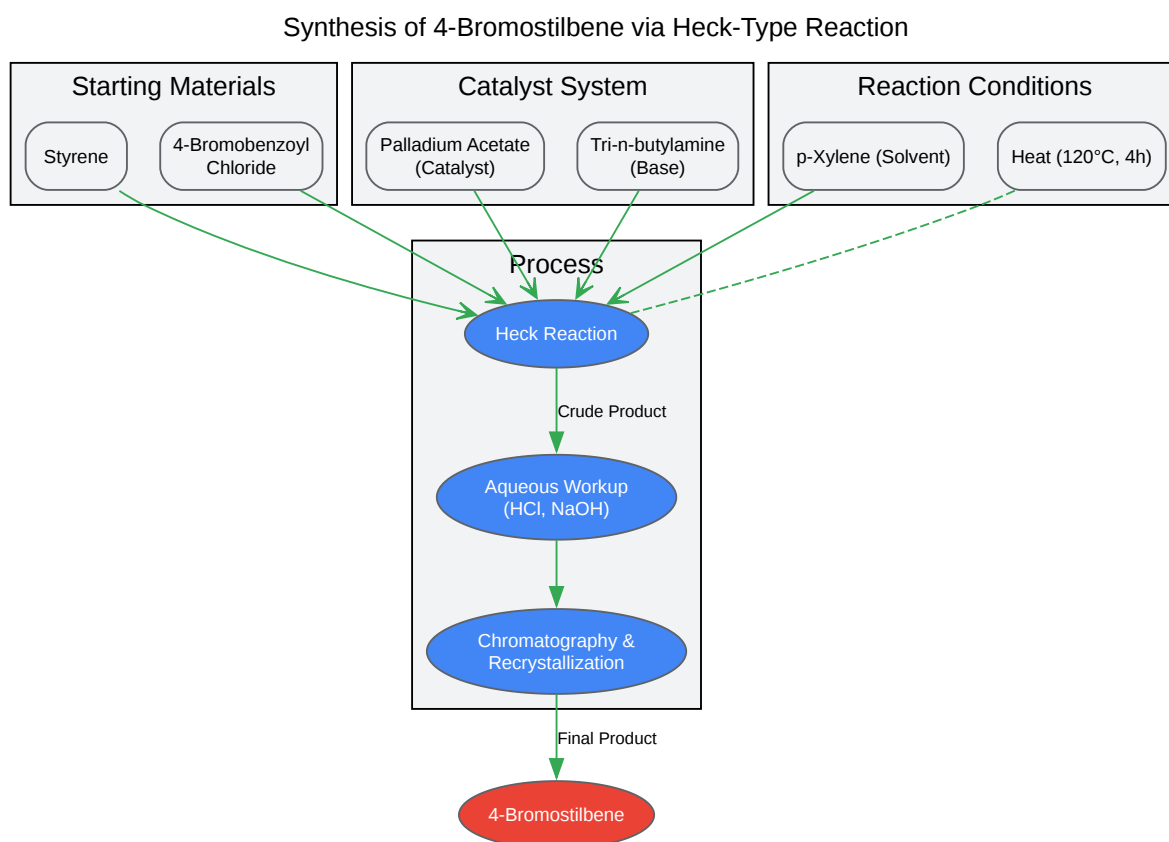 Synthesis of 4-Bromostilbene via Heck-Type Reaction
Starting Materials
Styrene
4-Bromobenzoyl
Chloride
Catalyst System
Palladium Acetate
(Catalyst)
Tri-n-butylamine
(Base)
Reaction Conditions
p-Xylene (Solvent)
Heat (120°C, 4h)
Process
Heck Reaction
Crude Product
Aqueous Workup
(HCl, NaOH)
Chromatography &
Recrystallization
Final Product
4-Bromostilbene